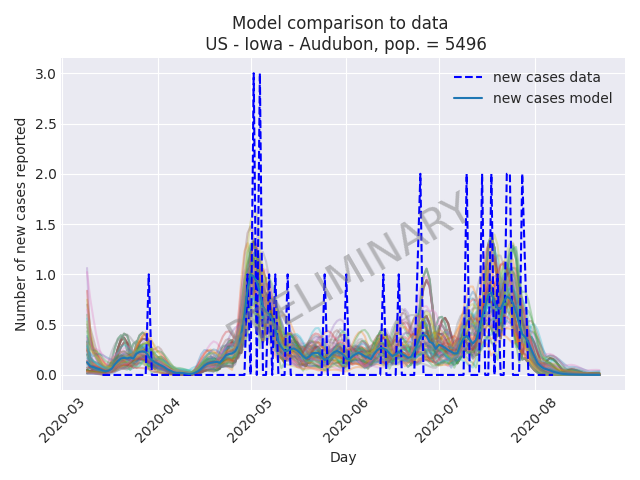 Model comparison to data
US - Iowa - Audubon, pop. = 5496
new cases data
new cases model
PRELIMINARY
Number of new cases reported
3.0
2.5
2.0
1.5
1.0
0.5
0.0
2020-03
2020-04
2020-05
2020-06
2020-07
2020-08
Day